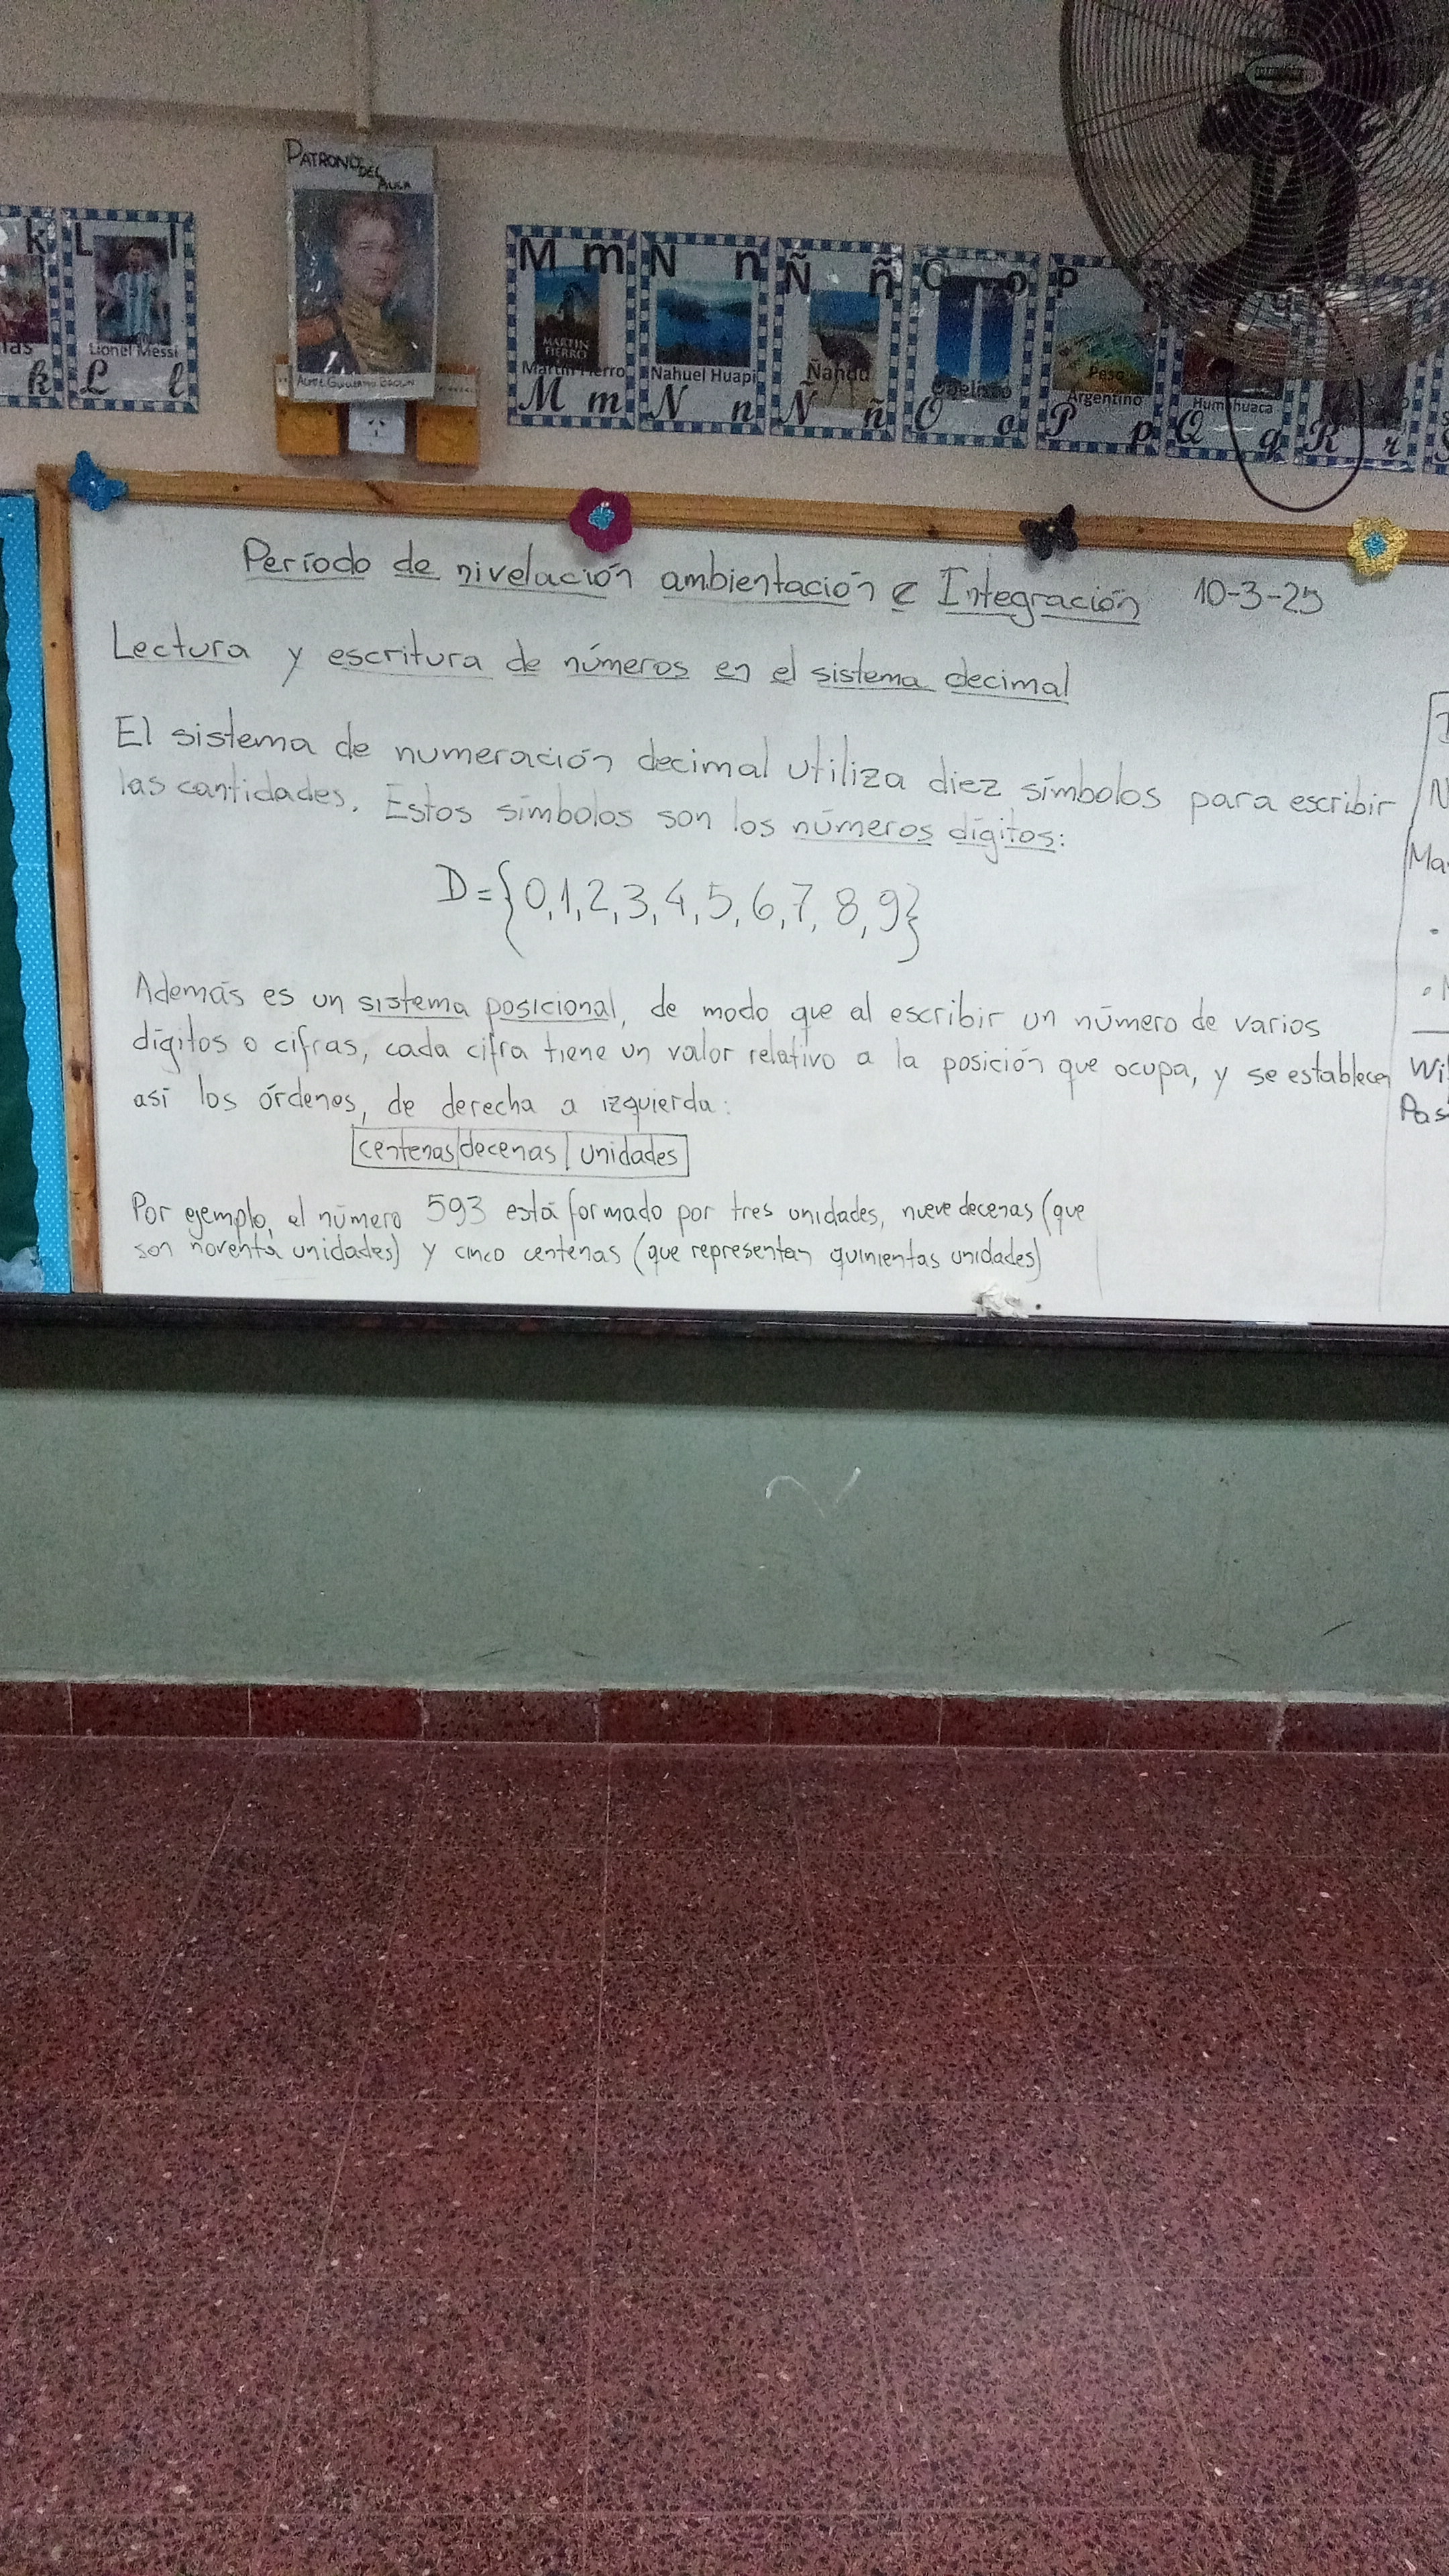 PATRONO DEL AULA
ALMTE GUILLERMO BROWN
k
las
k
L l
Lionel Messi
L l
M m
MARTIN FIERRO
Martín Fierro
M m
N n
Nahuel Huapi
N n
Ñ ñ
Ñandú
Ñ ñ
O o
Obelisco
O o
P
Peso
Argentino
P p
Humahuaca
Q q
R r
Período de nivelación ambientación e Integración 10-3-25
Lectura y escritura de números en el sistema decimal
El sistema de numeración decimal utiliza diez símbolos para escribir
las cantidades. Estos símbolos son los números dígitos:
D={0,1,2,3,4,5,6,7,8,9}
Además es un sistema posicional, de modo que al escribir un número de varios
dígitos o cifras, cada cifra tiene un valor relativo a la posición que ocupa, y se establecen
así los órdenes, de derecha a izquierda:
centenas|decenas|unidades
Por ejemplo, el número 593 está formado por tres unidades, nueve decenas (que
son noventa unidades) y cinco centenas (que representan quinientas unidades)
N
Ma
Wi
Pas